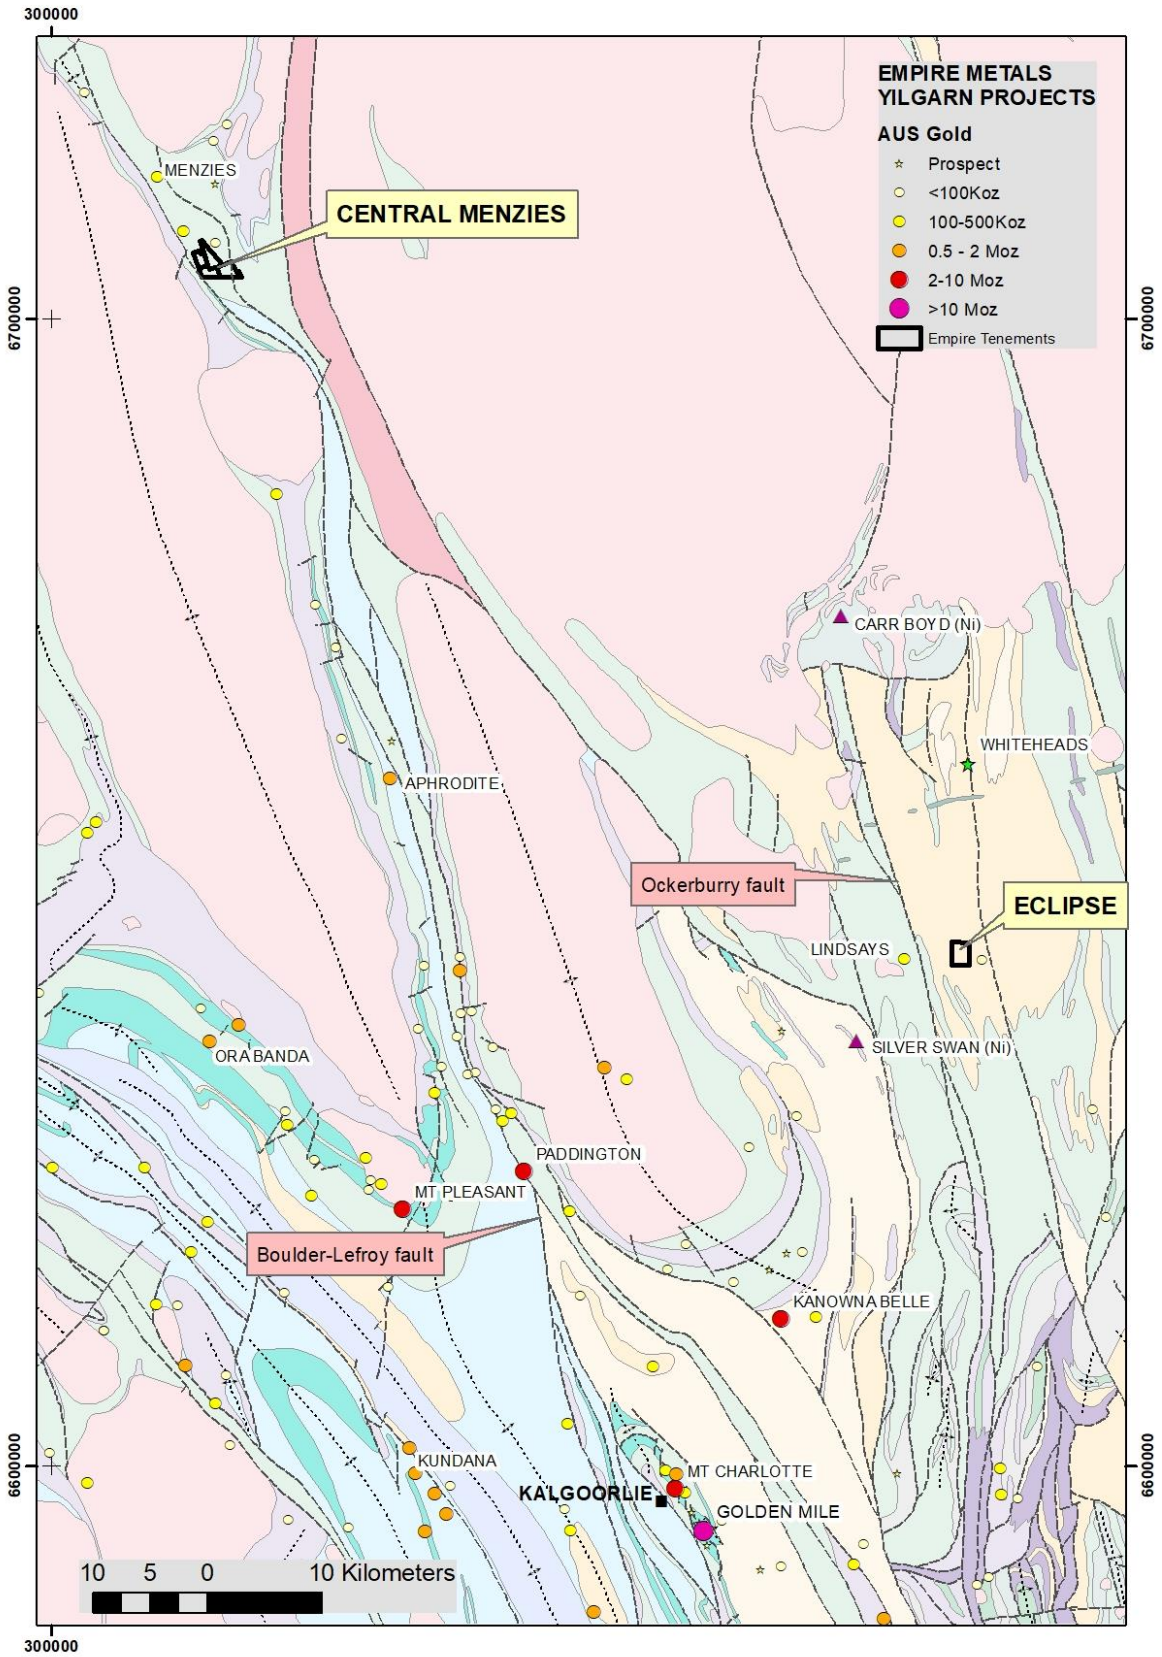 300000
EMPIRE METALS
YILGARN PROJECTS
AUS Gold
Prospect
<100Koz
100-500Koz
0.5 - 2 Moz
2-10 Moz
>10 Moz
Empire Tenements
MENZIES
CENTRAL MENZIES
6700000
6700000
CARR BOYD (Ni)
WHITEHEADS
APHRODITE
Ockerburry fault
ECLIPSE
LINDSAYS
SILVER SWAN (Ni)
ORA BANDA
PADDINGTON
MT PLEASANT
Boulder-Lefroy fault
KANOWNA BELLE
KUNDANA
MT CHARLOTTE
6600000
6600000
KALGOORLIE
GOLDEN MILE
10 5 0 10 Kilometers
300000